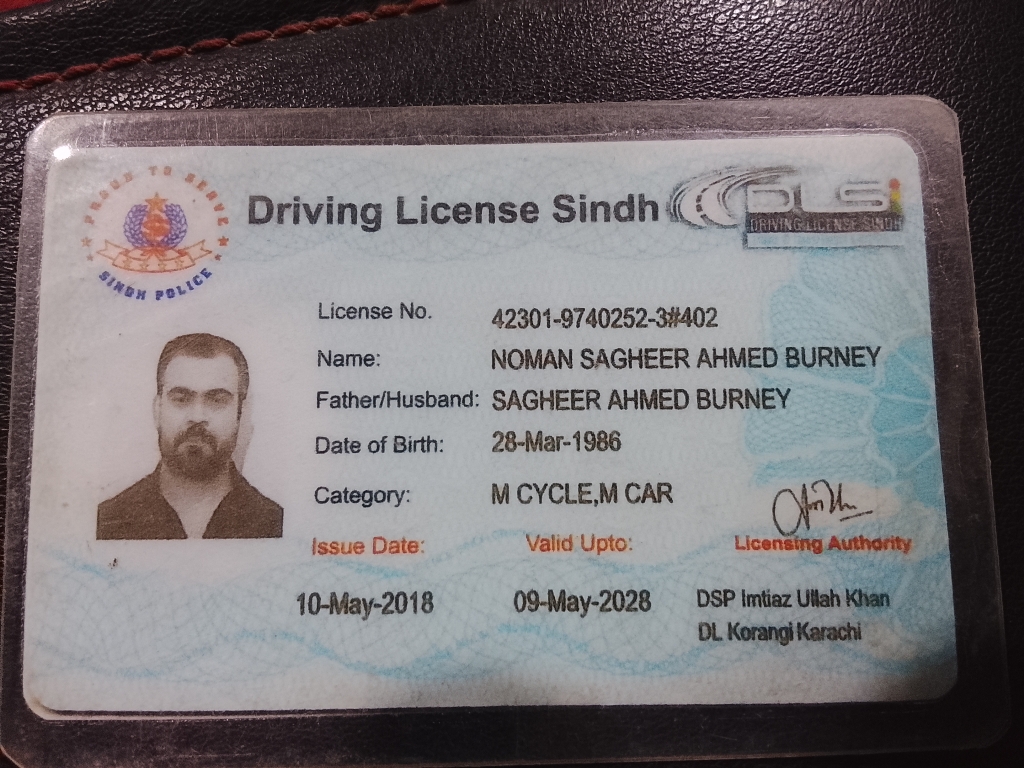 PROUD TO SERVE
SINDH POLICE
Driving License Sindh
DLSi
DRIVING LICENSE SINDH
License No. 42301-9740252-3#402
Name: NOMAN SAGHEER AHMED BURNEY
Father/Husband: SAGHEER AHMED BURNEY
Date of Birth: 28-Mar-1986
Category: M CYCLE,M CAR
Issue Date: Valid Upto: Licensing Authority
10-May-2018 09-May-2028 DSP Imtiaz Ullah Khan
DL Korangi Karachi